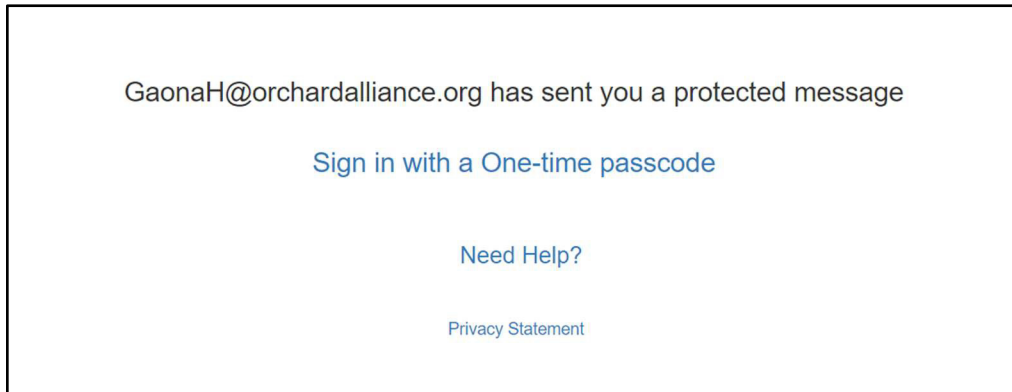 GaonaH@orchardalliance.org has sent you a protected message
Sign in with a One-time passcode
Need Help?
Privacy Statement